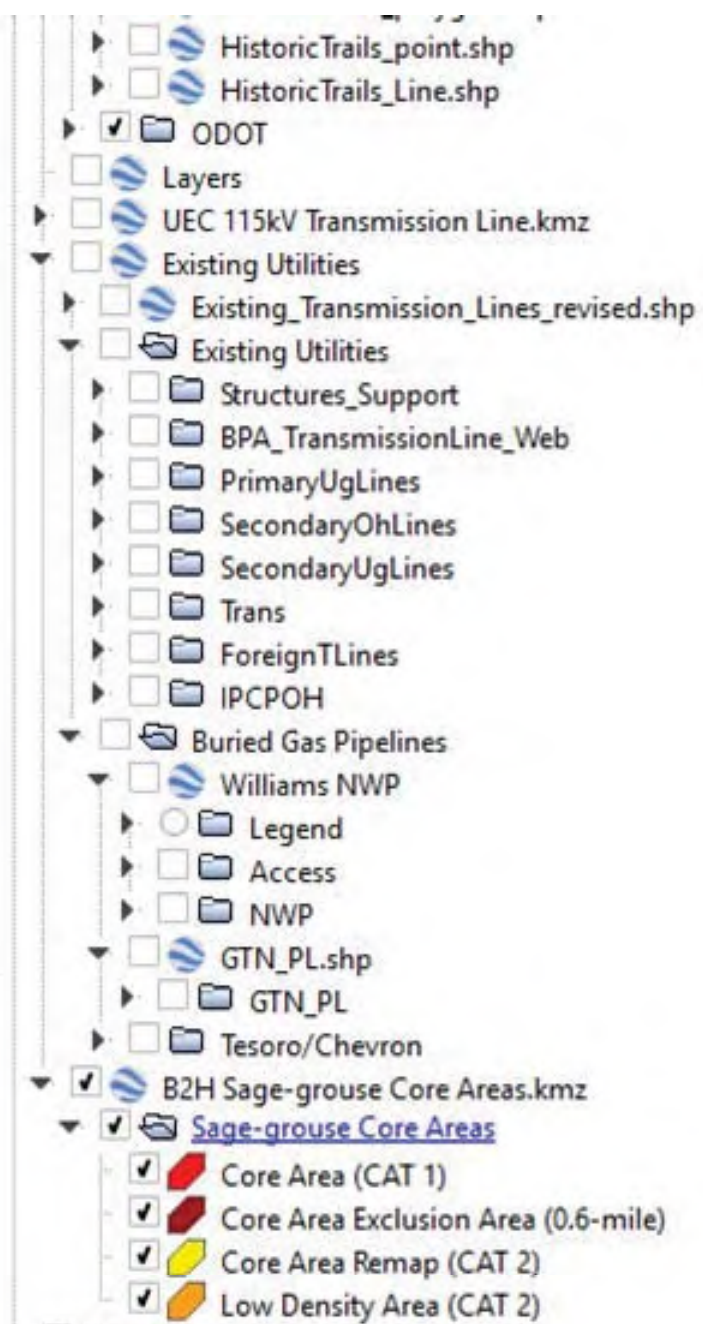 HistoricTrails_point.shp
HistoricTrails_Line.shp
ODOT
Layers
UEC 115kV Transmission Line.kmz
Existing Utilities
Existing_Transmission_Lines_revised.shp
Existing Utilities
Structures_Support
BPA_TransmissionLine_Web
PrimaryUgLines
SecondaryOhLines
SecondaryUgLines
Trans
ForeignTLines
IPCPOH
Buried Gas Pipelines
Williams NWP
Legend
Access
NWP
GTN_PL.shp
GTN_PL
Tesoro/Chevron
B2H Sage-grouse Core Areas.kmz
Sage-grouse Core Areas
Core Area (CAT 1)
Core Area Exclusion Area (0.6-mile)
Core Area Remap (CAT 2)
Low Density Area (CAT 2)